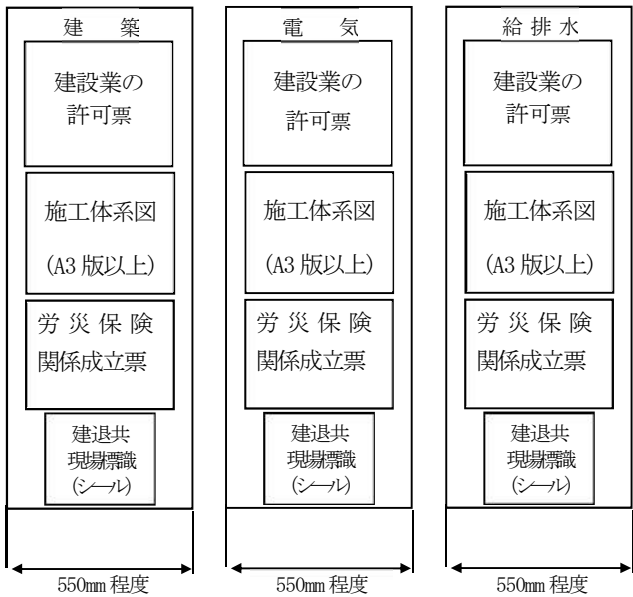 建　築
建設業の
許可票
施工体系図
(A3 版以上)
労 災 保 険
関係成立票
建退共
現場標識
(シール)
550mm 程度
電　気
建設業の
許可票
施工体系図
(A3 版以上)
労 災 保 険
関係成立票
建退共
現場標識
(シール)
550mm 程度
給 排 水
建設業の
許可票
施工体系図
(A3 版以上)
労 災 保 険
関係成立票
建退共
現場標識
(シール)
550mm 程度